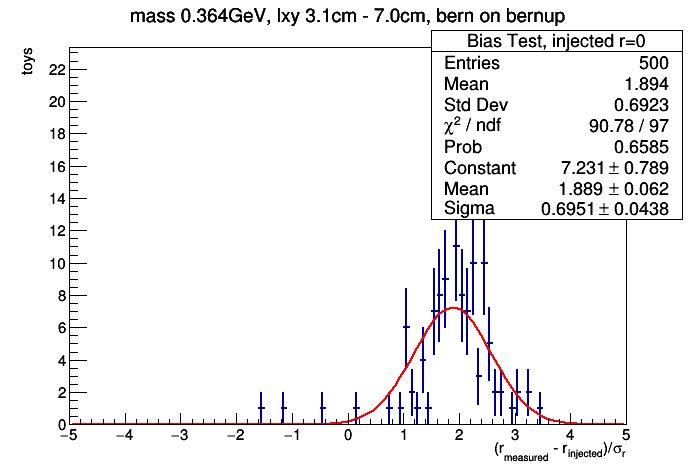 mass 0.364GeV, lxy 3.1cm - 7.0cm, bern on bernup
toys
Bias Test, injected r=0
Entries 500
Mean 1.894
Std Dev 0.6923
χ² / ndf 90.78 / 97
Prob 0.6585
Constant 7.231 ± 0.789
Mean 1.889 ± 0.062
Sigma 0.6951 ± 0.0438
22
20
18
16
14
12
10
8
6
4
2
0
−5 −4 −3 −2 −1 0 1 2 3 4 5
(r_measured - r_injected)/σ_r